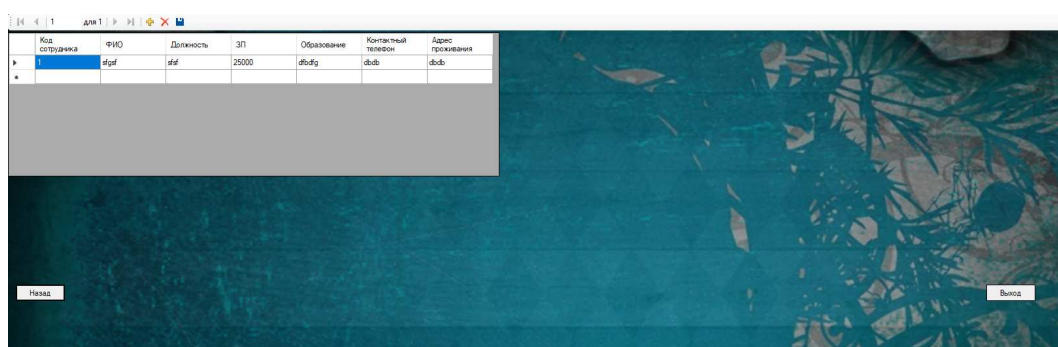 1 для 1
Код сотрудника ФИО Должность ЗП Образование Контактный телефон Адрес проживания
1 sfgsf sfsf 25000 dfbdfg dbdb dbdb
Назад Выход